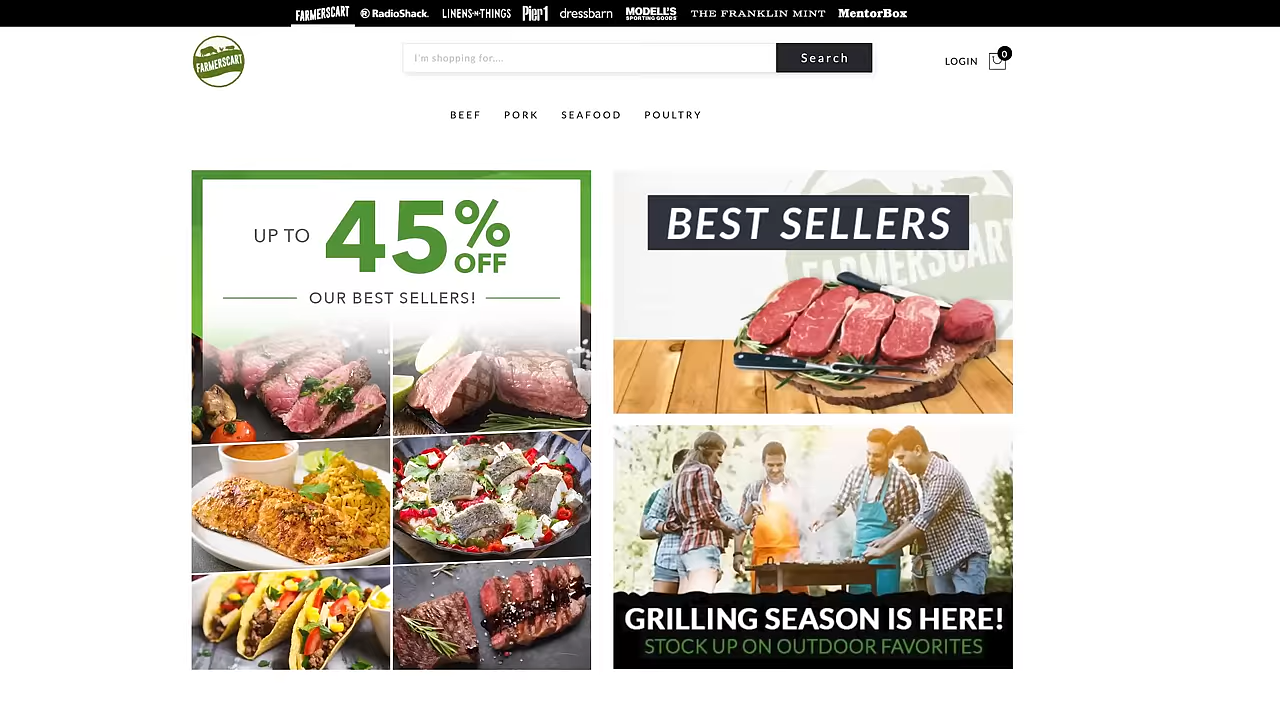 FARMERSCART RadioShack. LINENS-N-THINGS Pier1 dressbarn MODELL'S SPORTING GOODS THE FRANKLIN MINT MentorBox
FARMERSCART
I'm shopping for....
Search
LOGIN
0
BEEF PORK SEAFOOD POULTRY
UP TO 45% OFF
OUR BEST SELLERS!
BEST SELLERS
FARMERSCART
GRILLING SEASON IS HERE!
STOCK UP ON OUTDOOR FAVORITES